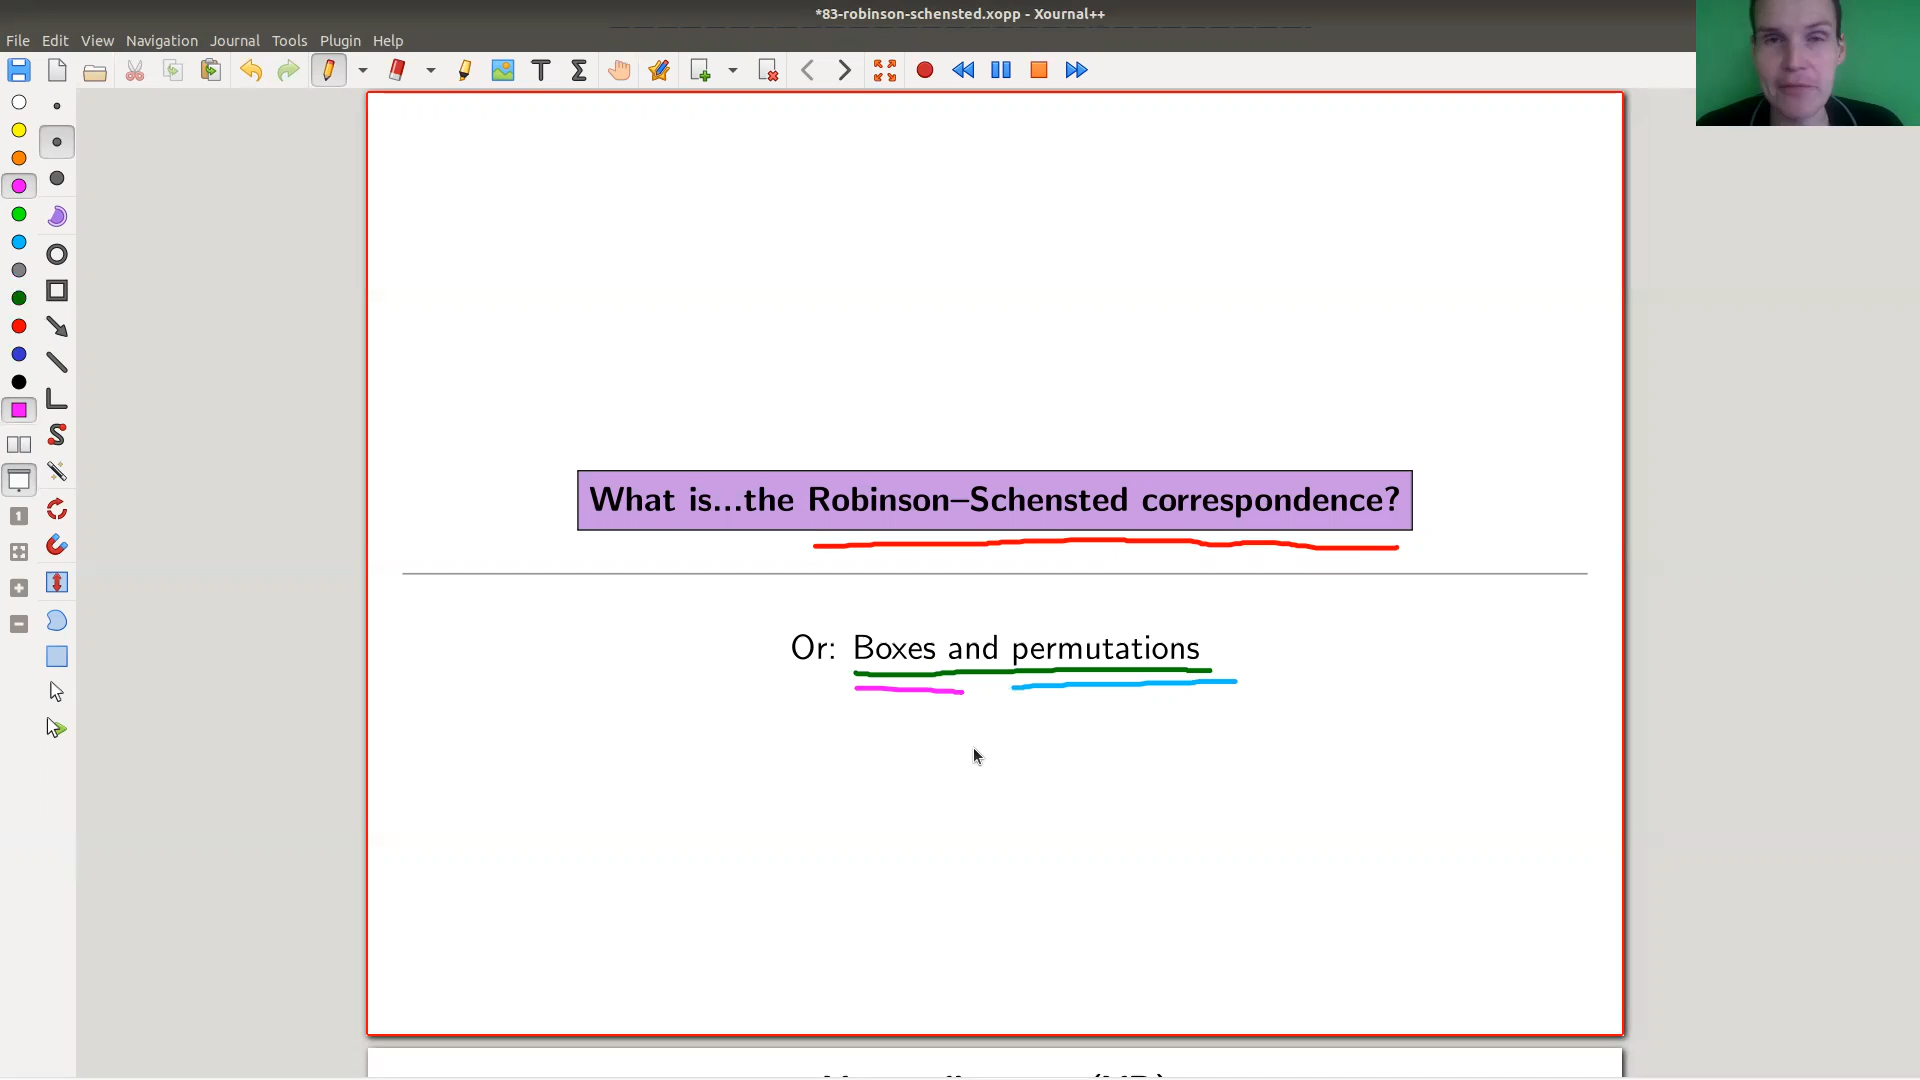 *83-robinson-schensted.xopp - Xournal++
File Edit View Navigation Journal Tools Plugin Help
What is...the Robinson–Schensted correspondence?
Or: Boxes and permutations